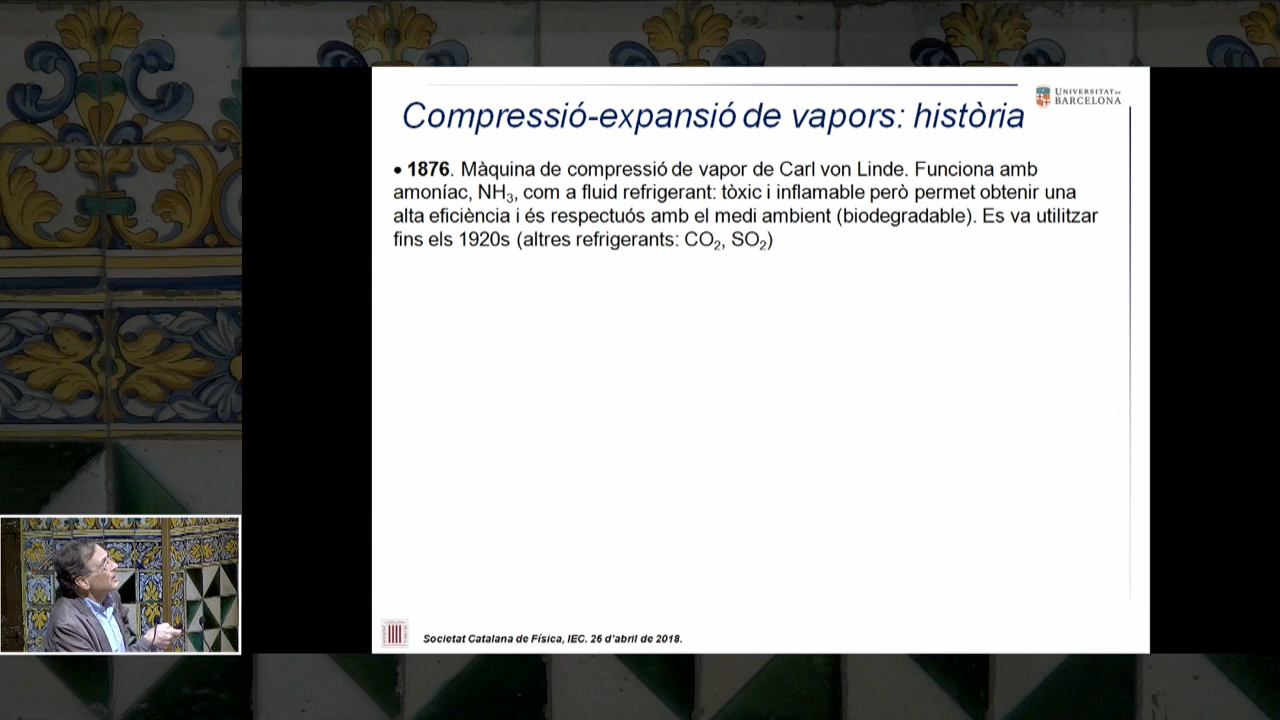 UNIVERSITAT DE
BARCELONA
Compressió-expansió de vapors: història
• 1876. Màquina de compressió de vapor de Carl von Linde. Funciona amb
amoníac, NH₃, com a fluid refrigerant: tòxic i inflamable però permet obtenir una
alta eficiència i és respectuós amb el medi ambient (biodegradable). Es va utilitzar
fins els 1920s (altres refrigerants: CO₂, SO₂)
Societat Catalana de Física, IEC. 26 d'abril de 2018.